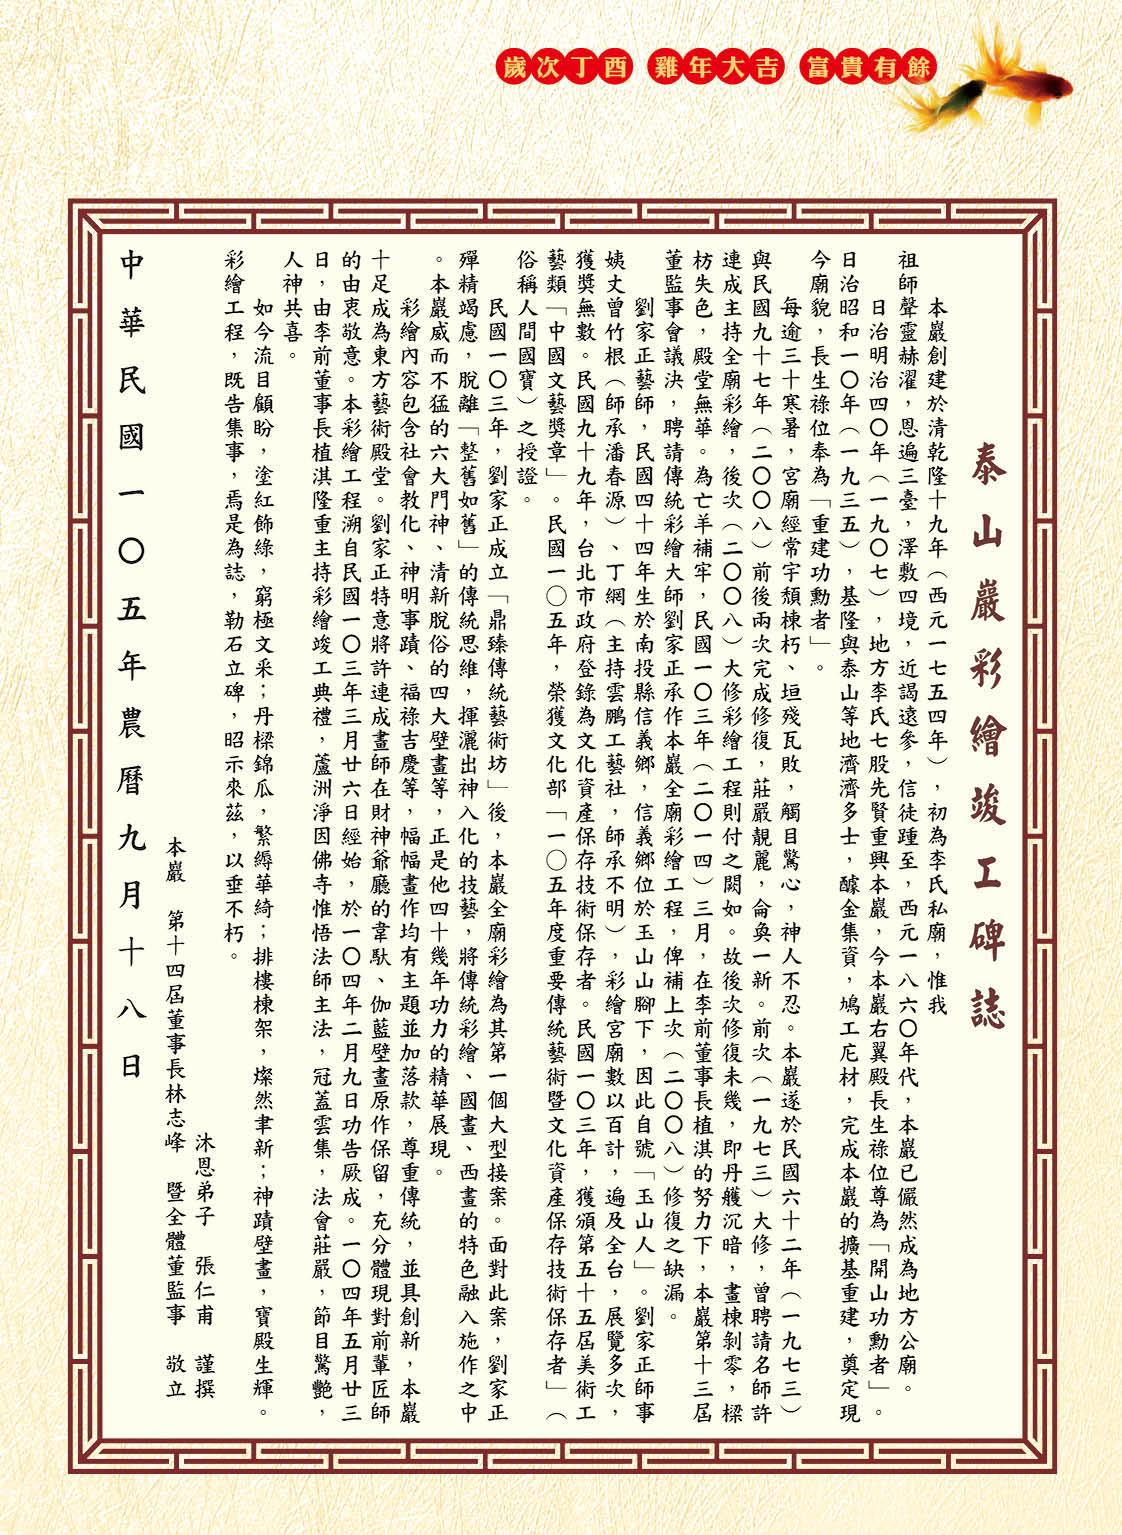 歲次丁酉 雞年大吉 富貴有餘
泰山巖彩繪竣工碑誌
本巖創建於清乾隆十九年（西元一七五四年），初為李氏私廟，惟我
祖師聲靈赫濯，恩遍三臺，澤敷四境，近謁遠參，信徒踵至，西元一八六〇年代，本巖已儼然成為地方公廟。
日治明治四〇年（一九〇七），地方李氏七股先賢重興本巖，今本巖右翼殿長生祿位尊為「開山功勳者」。
日治昭和一〇年（一九三五），基隆與泰山等地濟濟多士，醵金集資，鳩工庀材，完成本巖的擴基重建，奠定現
今廟貌，長生祿位奉為「重建功勳者」。
每逾三十寒暑，宮廟經常宇頹棟朽、垣殘瓦敗，觸目驚心，神人不忍。本巖遂於民國六十二年（一九七三）
與民國九十七年（二〇〇八）前後兩次完成修復，莊嚴靚麗，侖奐一新。前次（一九七三）大修，曾聘請名師許
連成主持全廟彩繪，後次（二〇〇八）大修彩繪工程則付之闕如。故後次修復未幾，即丹艧沉暗，畫棟剝零，樑
枋失色，殿堂無華。為亡羊補牢，民國一〇三年（二〇一四）三月，在李前董事長植淇的努力下，本巖第十三屆
董監事會議決，聘請傳統彩繪大師劉家正承作本巖全廟彩繪工程，俾補上次（二〇〇八）修復之缺漏。
劉家正藝師，民國四十四年生於南投縣信義鄉，信義鄉位於玉山山腳下，因此自號「玉山人」。劉家正師事
姨丈曾竹根（師承潘春源）、丁網（主持雲鵬工藝社，師承不明），彩繪宮廟數以百計，遍及全台，展覽多次，
獲獎無數。民國九十九年，台北市政府登錄為文化資產保存技術保存者。民國一〇三年，獲頒第五十五屆美術工
藝類「中國文藝獎章」。民國一〇五年，榮獲文化部「一〇五年度重要傳統藝術暨文化資產保存技術保存者」（
俗稱人間國寶）之授證。
民國一〇三年，劉家正成立「鼎臻傳統藝術坊」後，本巖全廟彩繪為其第一個大型接案。面對此案，劉家正
殫精竭慮，脫離「整舊如舊」的傳統思維，揮灑出神入化的技藝，將傳統彩繪、國畫、西畫的特色融入施作之中
。本巖威而不猛的六大門神、清新脫俗的四大壁畫等，正是他四十幾年功力的精華展現。
彩繪內容包含社會教化、神明事蹟、福祿吉慶等，幅幅畫作均有主題並加落款，尊重傳統，並具創新，本巖
十足成為東方藝術殿堂。劉家正特意將許連成畫師在財神爺廳的韋馱、伽藍壁畫原作保留，充分體現對前輩匠師
的由衷敬意。本彩繪工程溯自民國一〇三年三月廿六日經始，於一〇四年二月九日功告厥成。一〇四年五月廿三
日，由李前董事長植淇隆重主持彩繪竣工典禮，蘆洲淨因佛寺惟悟法師主法，冠蓋雲集，法會莊嚴，節目驚艷，
人神共喜。
如今流目顧盼，塗紅飾綠，窮極文采；丹樑錦瓜，繁縟華綺；排樓棟架，燦然聿新；神蹟壁畫，寶殿生輝。
彩繪工程，既告集事，焉是為誌，勒石立碑，昭示來茲，以垂不朽。
沐恩弟子 張仁甫 謹撰
本巖 第十四屆董事長林志峰 暨全體董監事 敬立
中華民國一〇五年農曆九月十八日